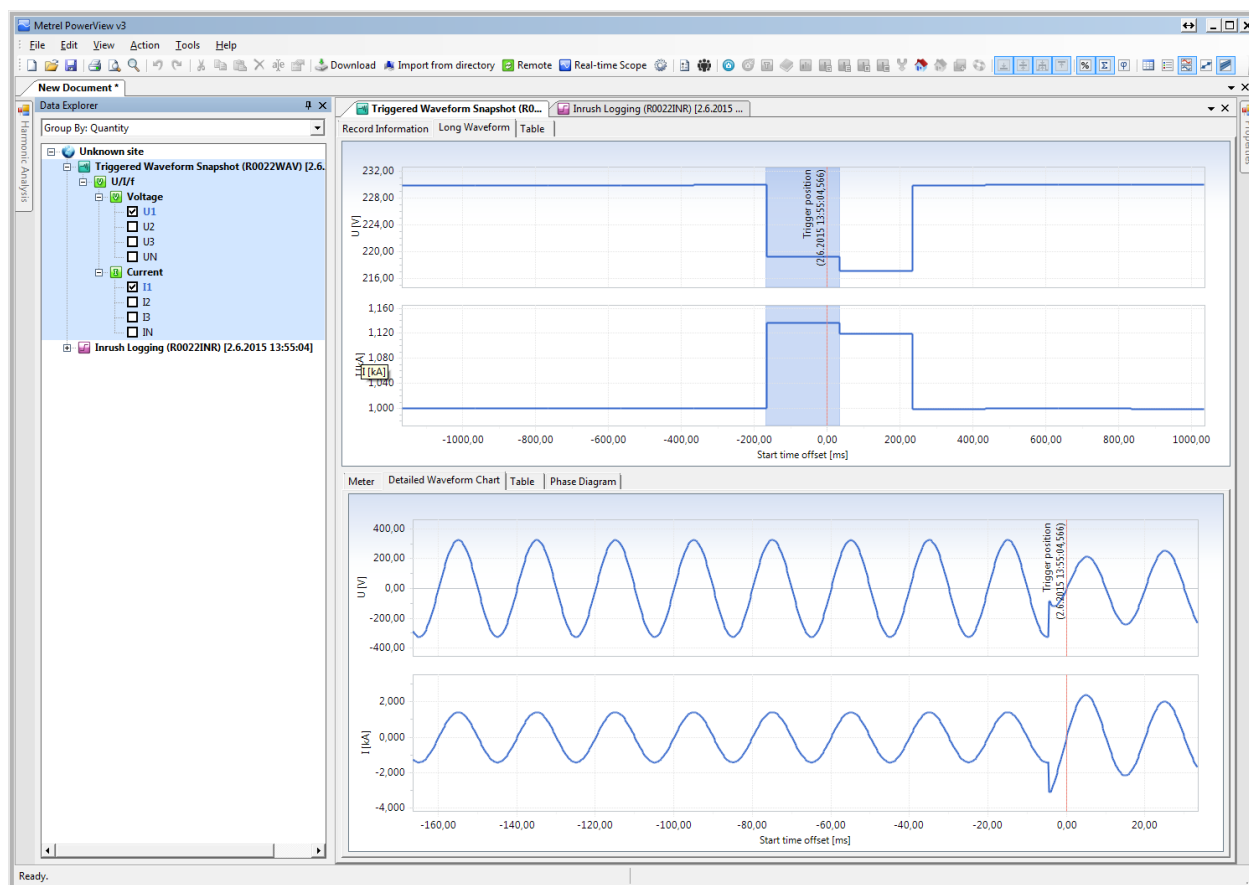 Metrel PowerView v3
File Edit View Action Tools Help
Download Import from directory Remote Real-time Scope
New Document *
Harmonic Analysis
Data Explorer
Group By: Quantity
Unknown site
Triggered Waveform Snapshot (R0022WAV) [2.6.
U/I/f
Voltage
U1
U2
U3
UN
Current
I1
I2
I3
IN
Inrush Logging (R0022INR) [2.6.2015 13:55:04]
Triggered Waveform Snapshot (R0... Inrush Logging (R0022INR) [2.6.2015 ...
Record Information Long Waveform Table
232,00
228,00
224,00
220,00
216,00
U [V]
Trigger position
(2.6.2015 13:55:04,566)
1,160
1,120
1,080
1,040
1,000
I [kA]
-1000,00 -800,00 -600,00 -400,00 -200,00 0,00 200,00 400,00 600,00 800,00 1000,00
Start time offset [ms]
Meter Detailed Waveform Chart Table Phase Diagram
400,00
200,00
0,00
-200,00
-400,00
U [V]
Trigger position
(2.6.2015 13:55:04,566)
2,000
0,000
-2,000
-4,000
I [kA]
-160,00 -140,00 -120,00 -100,00 -80,00 -60,00 -40,00 -20,00 0,00 20,00
Start time offset [ms]
Ready.